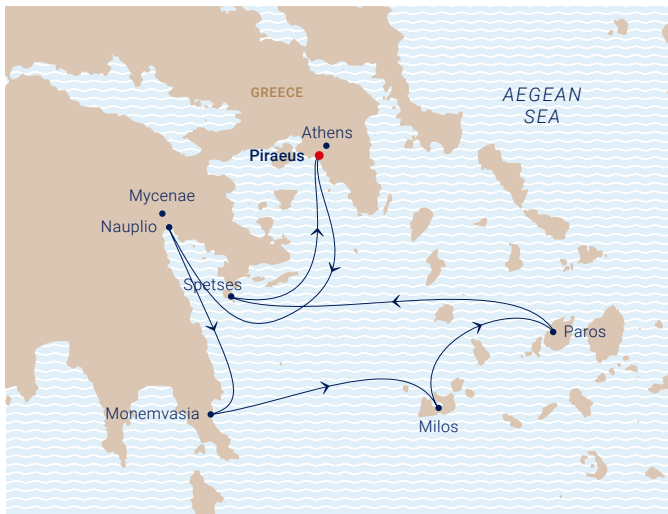 GREECE
AEGEAN
SEA
Athens
Piraeus
Mycenae
Nauplio
Spetses
Paros
Monemvasia
Milos